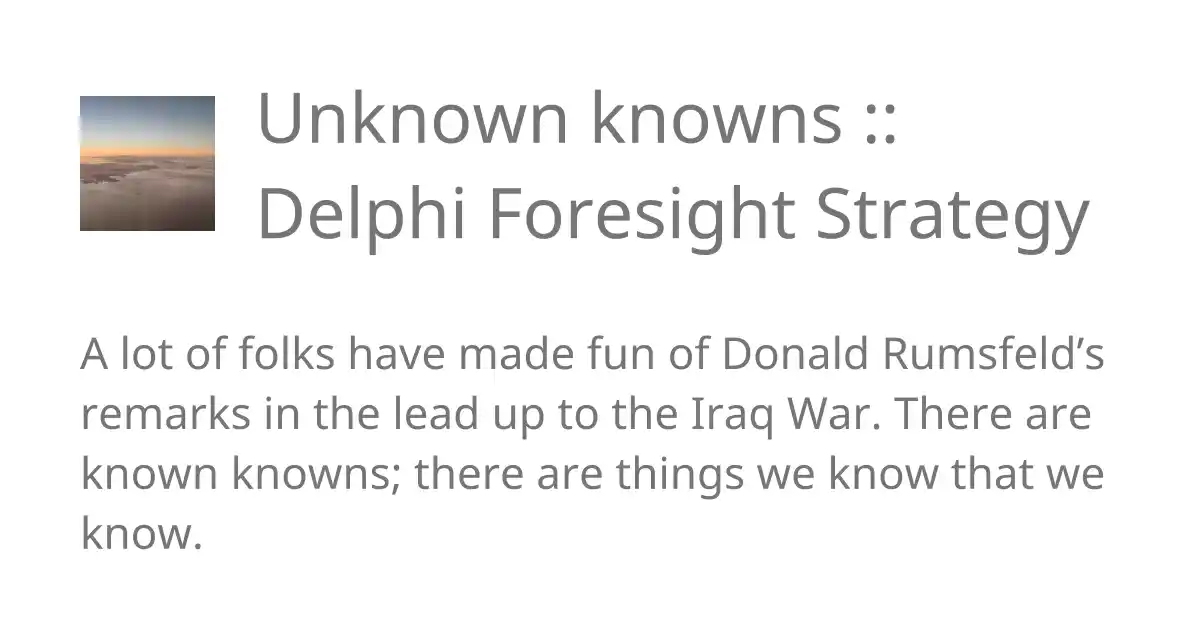 Unknown knowns ::
Delphi Foresight Strategy
A lot of folks have made fun of Donald Rumsfeld’s
remarks in the lead up to the Iraq War. There are
known knowns; there are things we know that we
know.